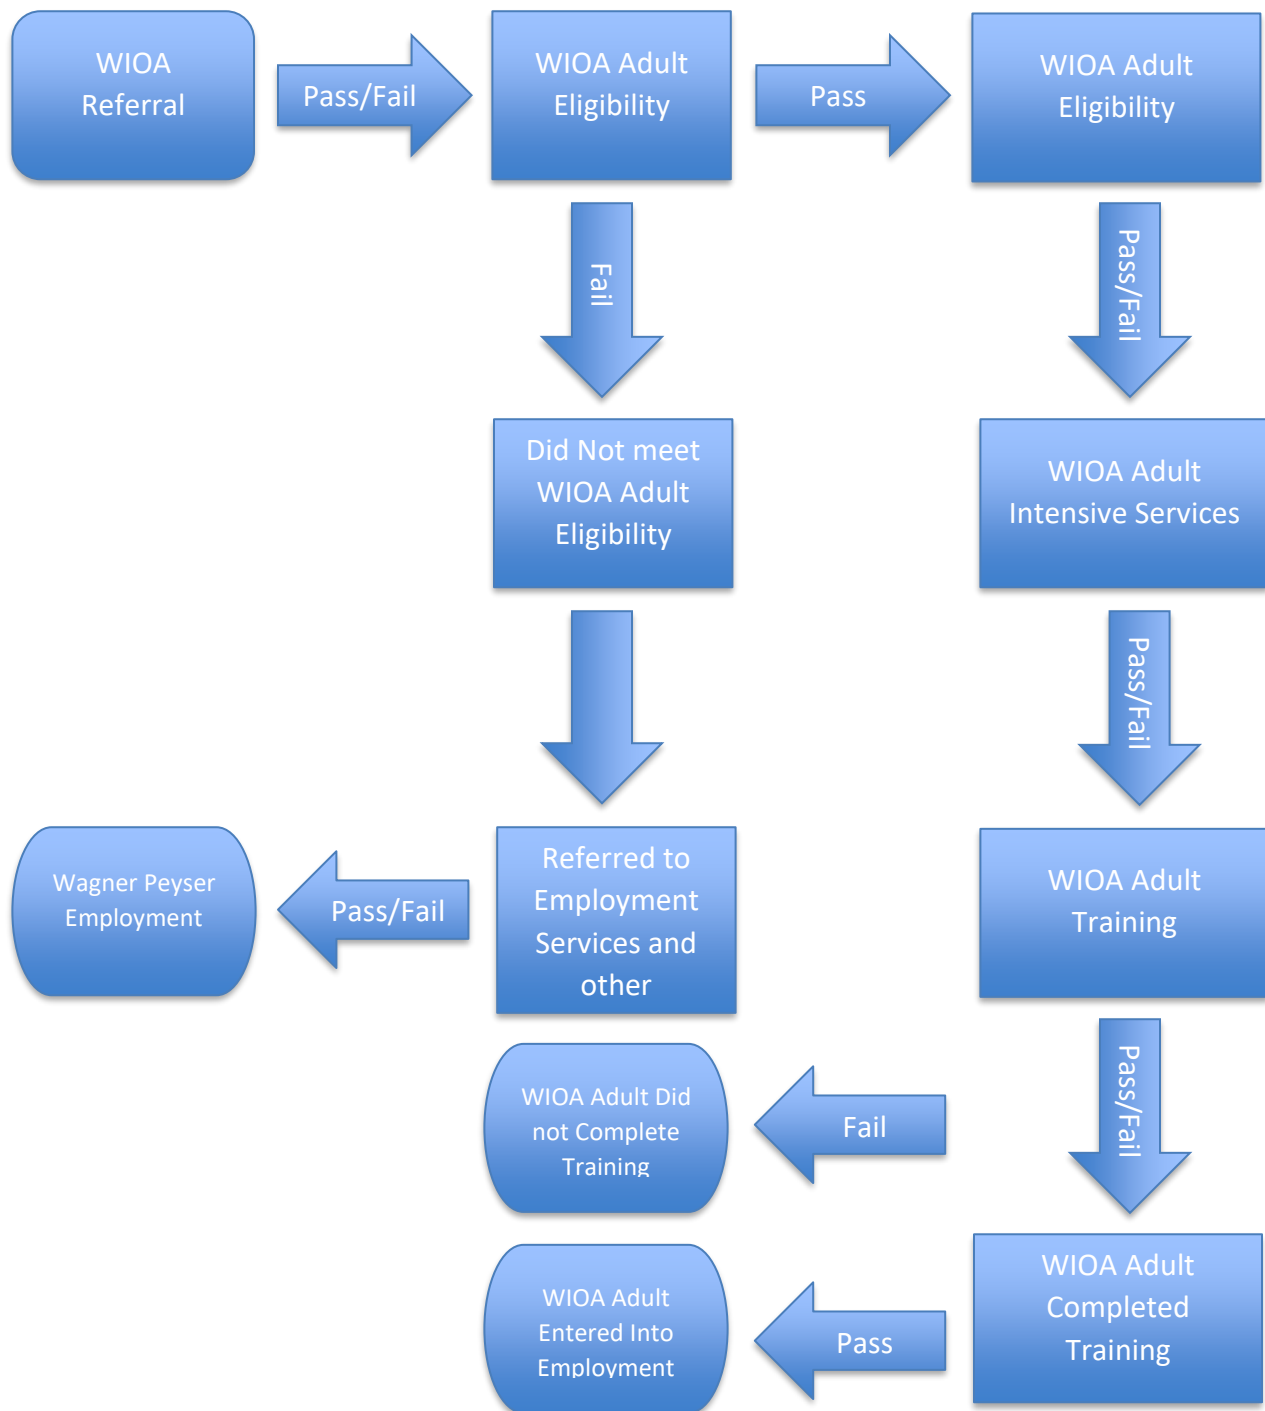 WIOA
Referral
Pass/Fail
WIOA Adult
Eligibility
Pass
WIOA Adult
Eligibility
Fail
Pass/Fail
Did Not meet
WIOA Adult
Eligibility
WIOA Adult
Intensive Services
Pass/Fail
Wagner Peyser
Employment
Pass/Fail
Referred to
Employment
Services and
other
WIOA Adult
Training
Pass/Fail
WIOA Adult Did
not Complete
Training
Fail
WIOA Adult
Entered Into
Employment
Pass
WIOA Adult
Completed
Training